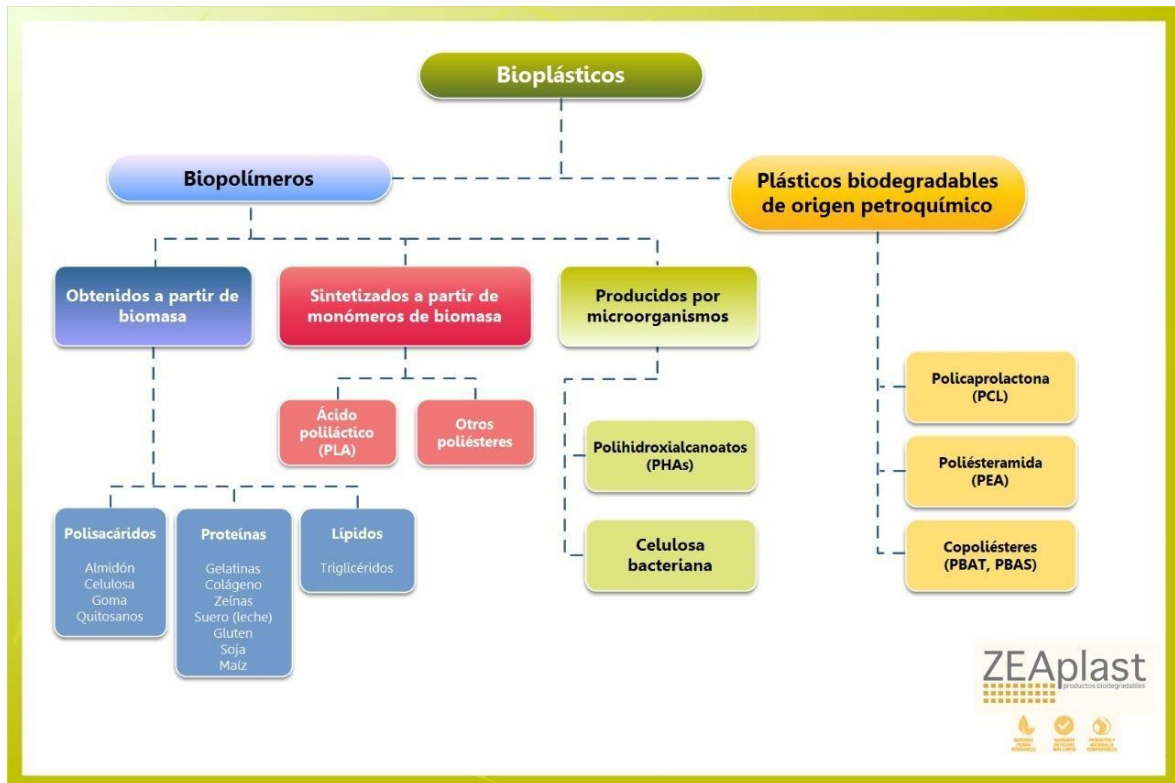 Bioplásticos
Biopolímeros
Plásticos biodegradables
de origen petroquímico
Obtenidos a partir de
biomasa
Sintetizados a partir de
monómeros de biomasa
Producidos por
microorganismos
Ácido
poliláctico
(PLA)
Otros
poliésteres
Polihidroxialcanoatos
(PHAs)
Celulosa
bacteriana
Policaprolactona
(PCL)
Poliésteramida
(PEA)
Copoliésteres
(PBAT, PBAS)
Polisacáridos
Almidón
Celulosa
Goma
Quitosanos
Proteínas
Gelatinas
Colágeno
Zeínas
Suero (leche)
Gluten
Soja
Maíz
Lípidos
Triglicéridos
ZEAplast
productos biodegradables